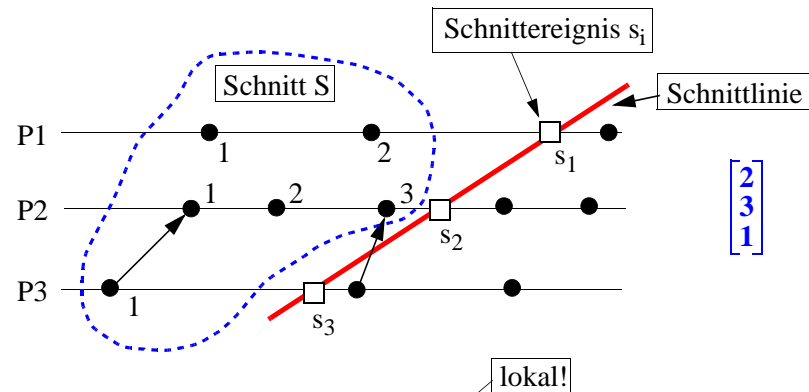 Schnittereignis si
Schnitt S
Schnittlinie
P1
1
2
s1
P2
1
2
3
s2
2
3
1
P3
1
s3
lokal!